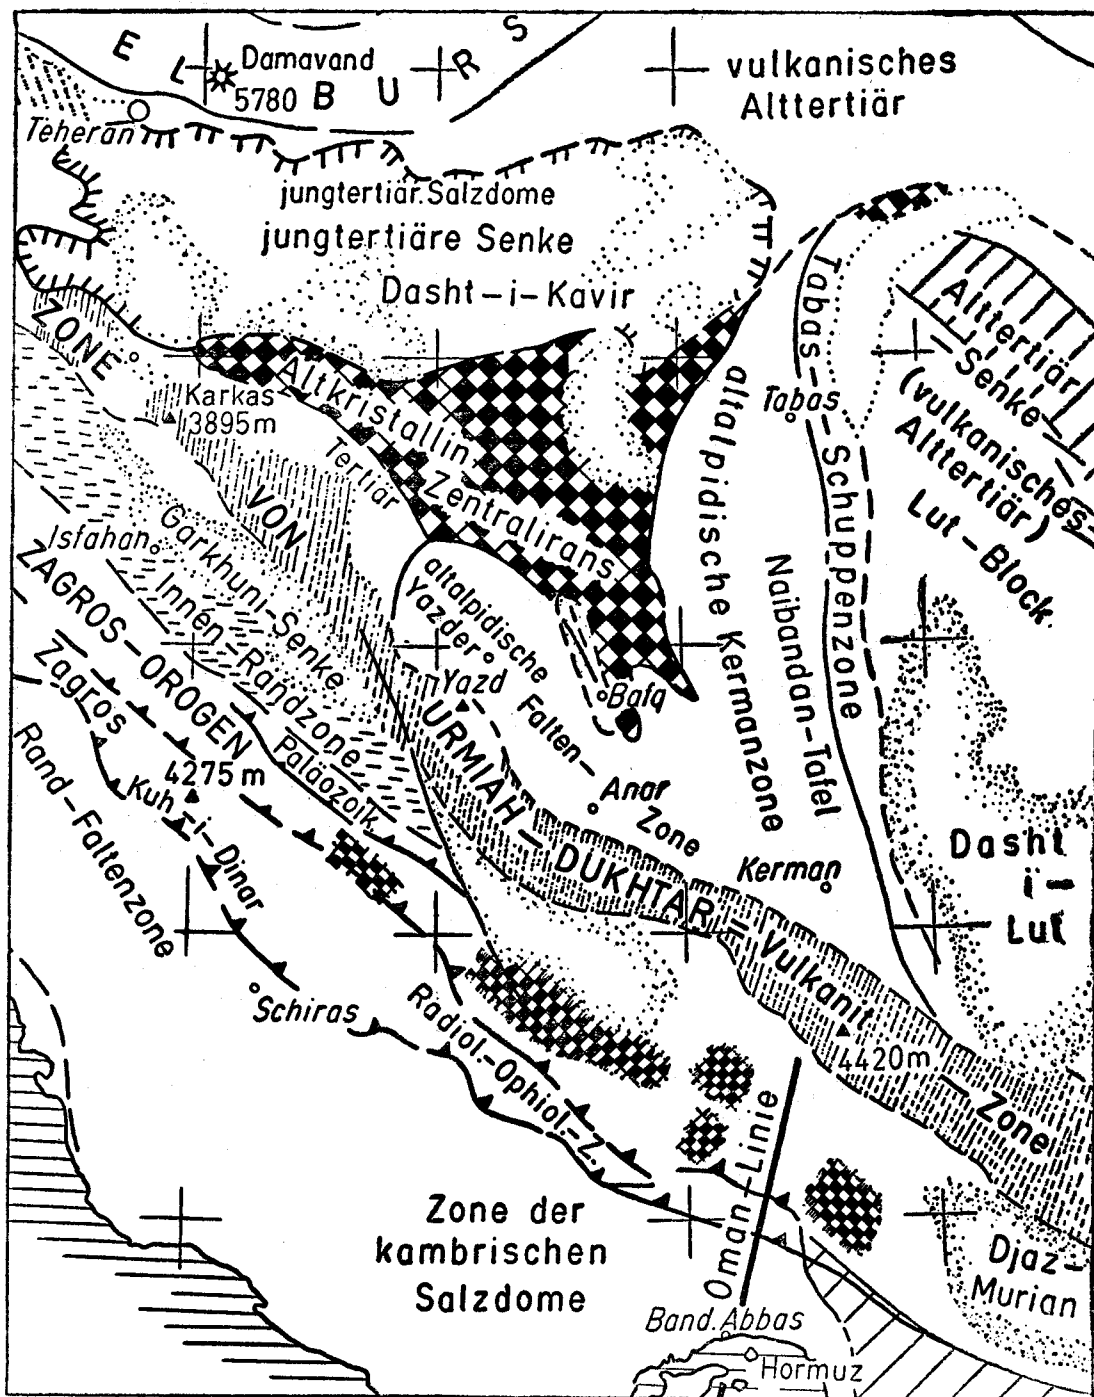 ELBURS
Damavand
5780
vulkanisches
Alttertiär
Teheran
jungtertiär. Salzdome
jungtertiäre Senke
Dasht-i-Kavir
Tabas-Schuppenzone
Alttertiär
Senke
(vulkanisches
Alttertiär)
Lut-Block
ZONE VON URMIAH-DUKHTAR=Vulkanit-Zone
Karkas
3895m
Altkristallin Zentralirans
Tertiär
altalpidische Kermanzone
Tabas
Naibandan-Tafel
Isfahan
Garkhuni-Senke
Innen-Randzone
ZAGROS-OROGEN
Zagros
Rand-Faltenzone
altalpidische
Yazder Falten-
Zone
Yazd
Bafq
Anar
Kerman
4275m
Kuh-i-Dinar
Paläozoik
Dasht
i-
Lut
Schiras
Radiol.-Ophiol.-Z.
4420m
Oman-Linie
Zone der
kambrischen
Salzdome
Djaz-
Murian
Band. Abbas
Hormuz